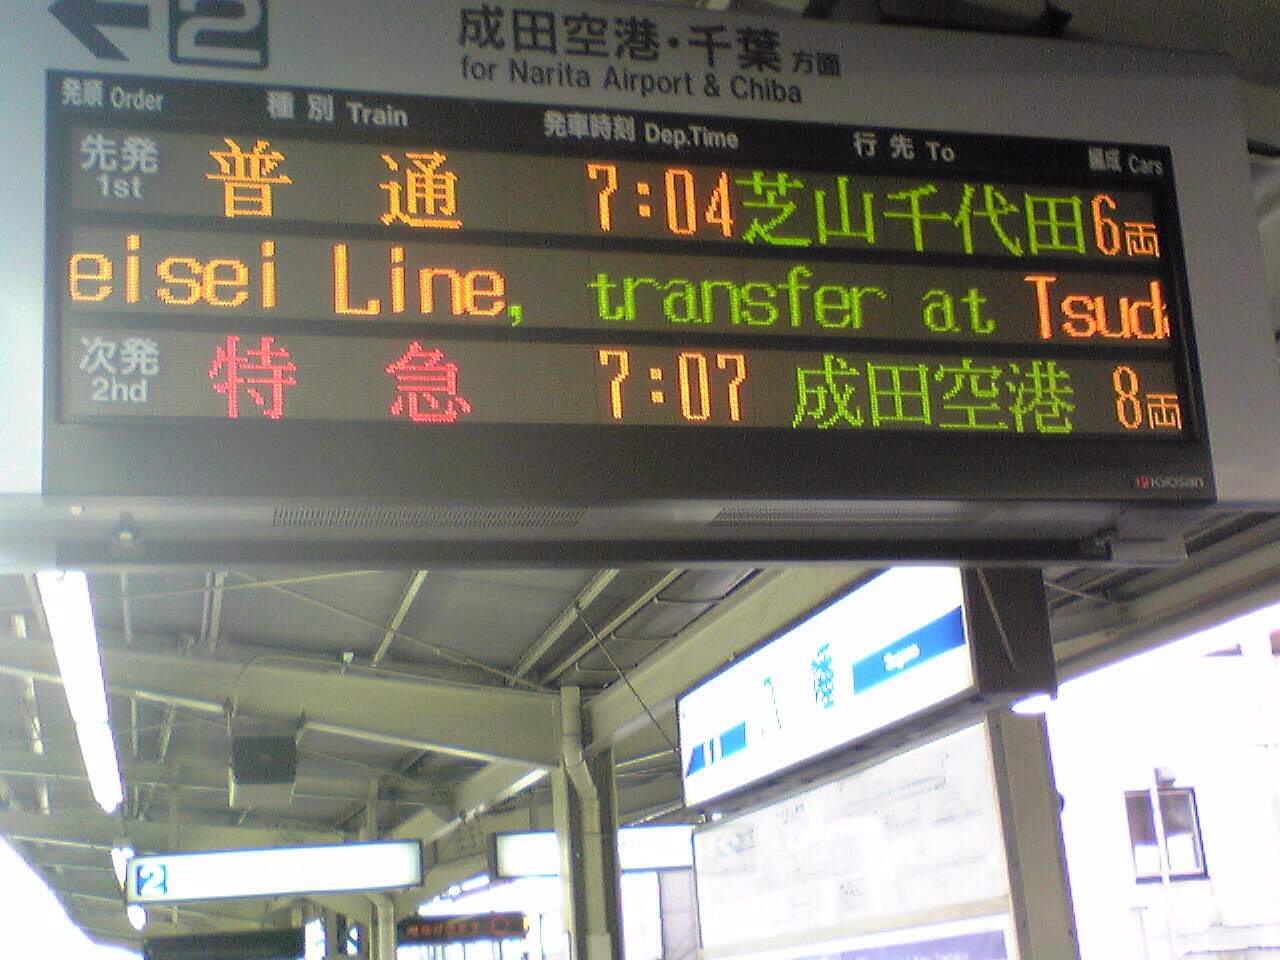 2 成田空港・千葉 方面
for Narita Airport & Chiba
発順 Order 種別 Train 発車時刻 Dep.Time 行先 To 編成 Cars
先発 1st 普通 7:04 芝山千代田 6両
eisei Line, transfer at Tsud
次発 2nd 特急 7:07 成田空港 8両
KYOSAN
2